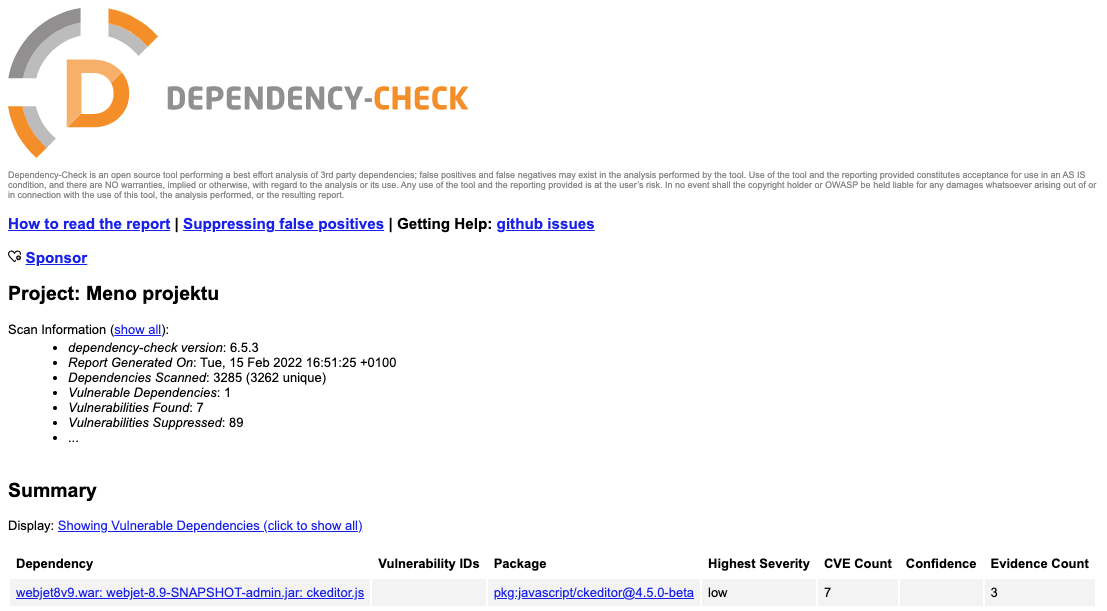 D
DEPENDENCY-CHECK
Dependency-Check is an open source tool performing a best effort analysis of 3rd party dependencies; false positives and false negatives may exist in the analysis performed by the tool. Use of the tool and the reporting provided constitutes acceptance for use in an AS IS
condition, and there are NO warranties, implied or otherwise, with regard to the analysis or its use. Any use of the tool and the reporting provided is at the user's risk. In no event shall the copyright holder or OWASP be held liable for any damages whatsoever arising out of or
in connection with the use of this tool, the analysis performed, or the resulting report.
How to read the report | Suppressing false positives | Getting Help: github issues
Sponsor
Project: Meno projektu
Scan Information (show all):
• dependency-check version: 6.5.3
• Report Generated On: Tue, 15 Feb 2022 16:51:25 +0100
• Dependencies Scanned: 3285 (3262 unique)
• Vulnerable Dependencies: 1
• Vulnerabilities Found: 7
• Vulnerabilities Suppressed: 89
• ...
Summary
Display: Showing Vulnerable Dependencies (click to show all)
Dependency Vulnerability IDs Package Highest Severity CVE Count Confidence Evidence Count
webjet8v9.war: webjet-8.9-SNAPSHOT-admin.jar: ckeditor.js pkg:javascript/ckeditor@4.5.0-beta low 7 3